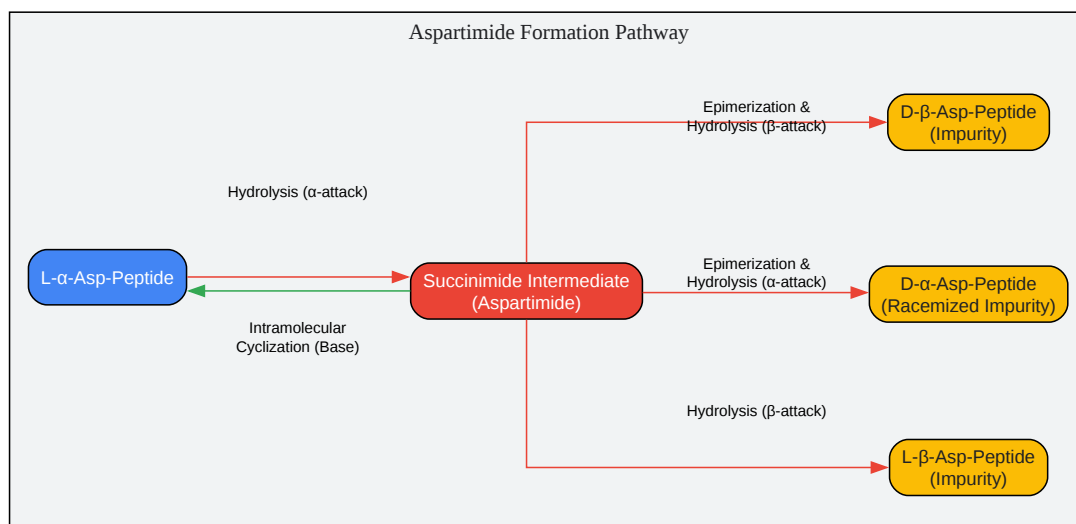 Aspartimide Formation Pathway
Epimerization &
Hydrolysis (β-attack)
D-β-Asp-Peptide
(Impurity)
Hydrolysis (α-attack)
L-α-Asp-Peptide
Succinimide Intermediate
(Aspartimide)
Epimerization &
Hydrolysis (α-attack)
D-α-Asp-Peptide
(Racemized Impurity)
Intramolecular
Cyclization (Base)
Hydrolysis (β-attack)
L-β-Asp-Peptide
(Impurity)